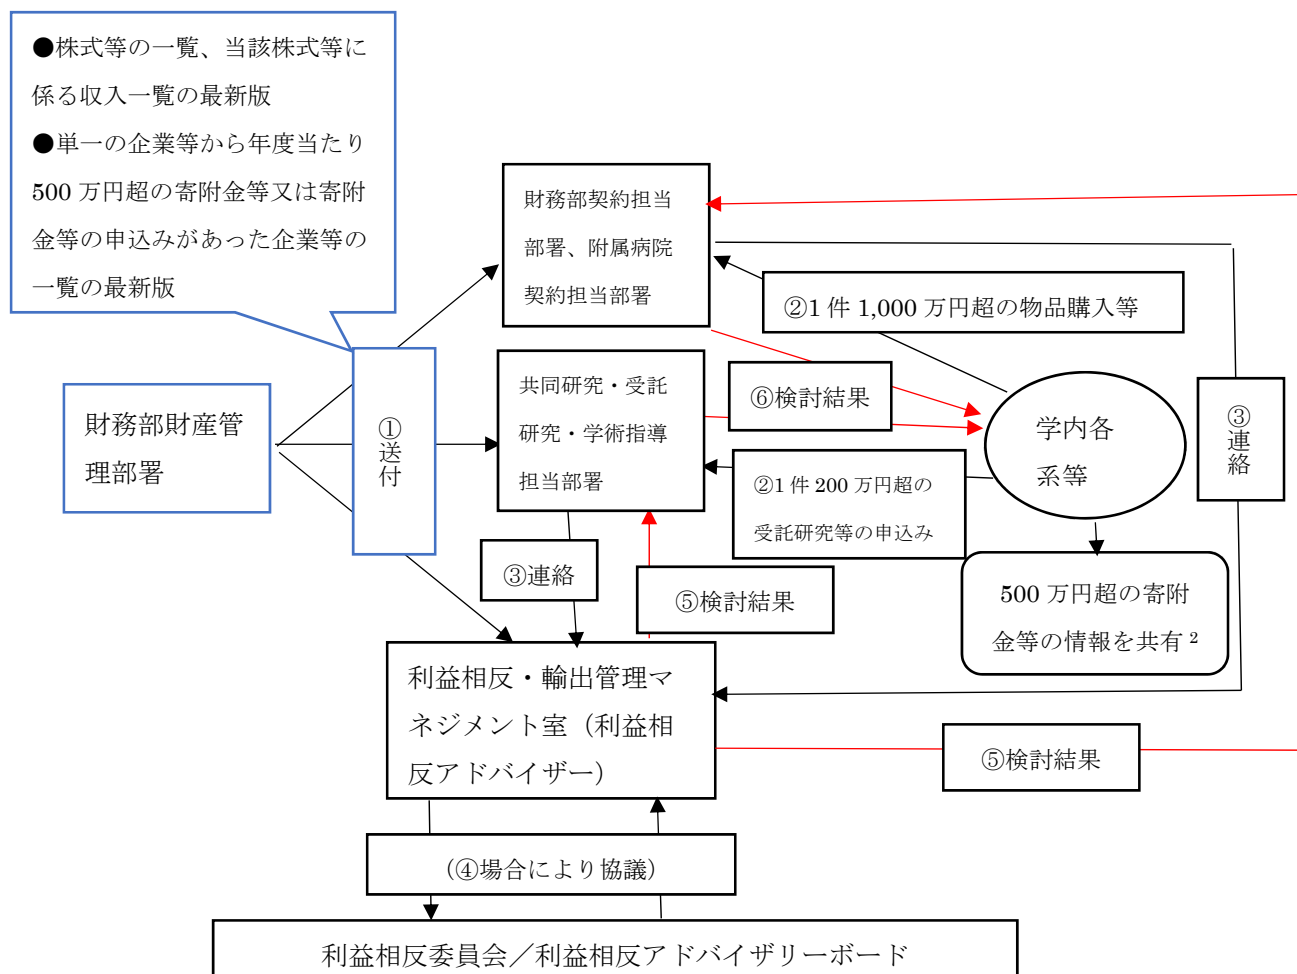 ●株式等の一覧、当該株式等に
係る収入一覧の最新版
●単一の企業等から年度当たり
500 万円超の寄附金等又は寄附
金等の申込みがあった企業等の
一覧の最新版
財務部契約担当
部署、附属病院
契約担当部署
②1 件 1,000 万円超の物品購入等
財務部財産管
理部署
①送付
共同研究・受託
研究・学術指導
担当部署
⑥検討結果
学内各
系等
③連絡
②1 件 200 万円超の
受託研究等の申込み
③連絡
⑤検討結果
500 万円超の寄附
金等の情報を共有 2
利益相反・輸出管理マ
ネジメント室（利益相
反アドバイザー）
⑤検討結果
（④場合により協議）
利益相反委員会／利益相反アドバイザリーボード